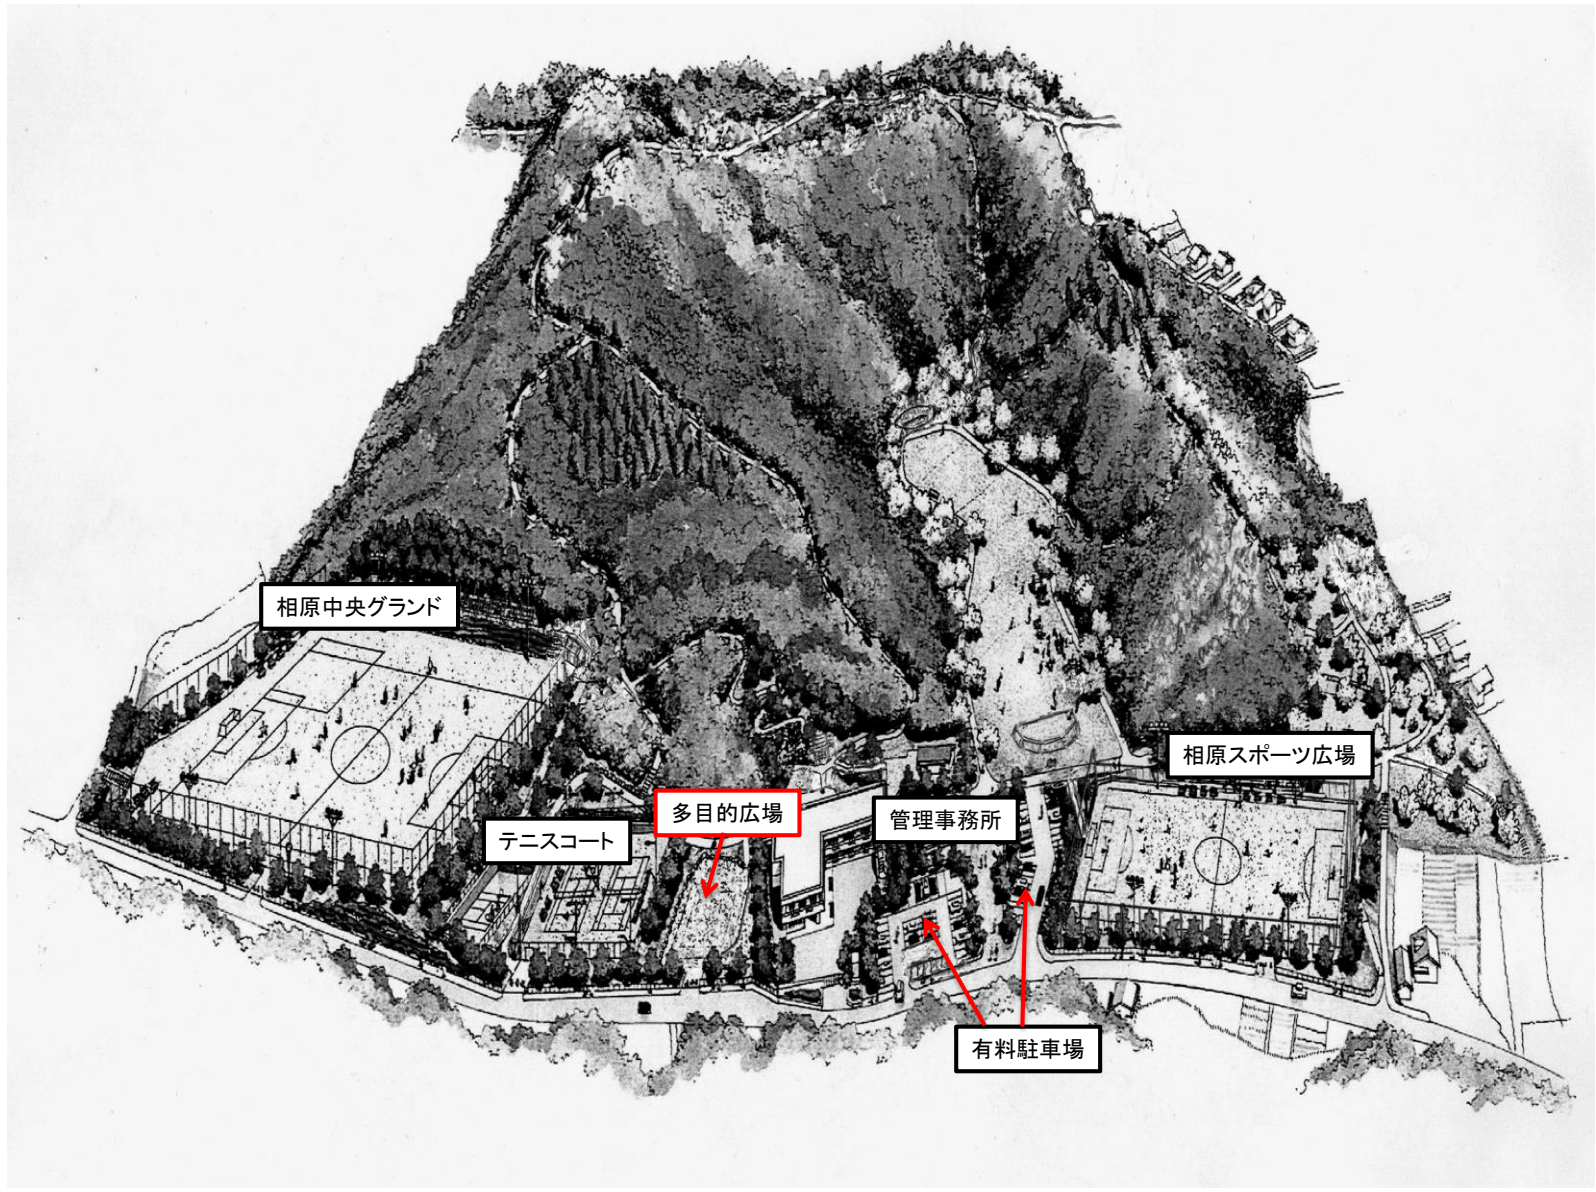 相原中央グランド
相原スポーツ広場
多目的広場
管理事務所
テニスコート
有料駐車場